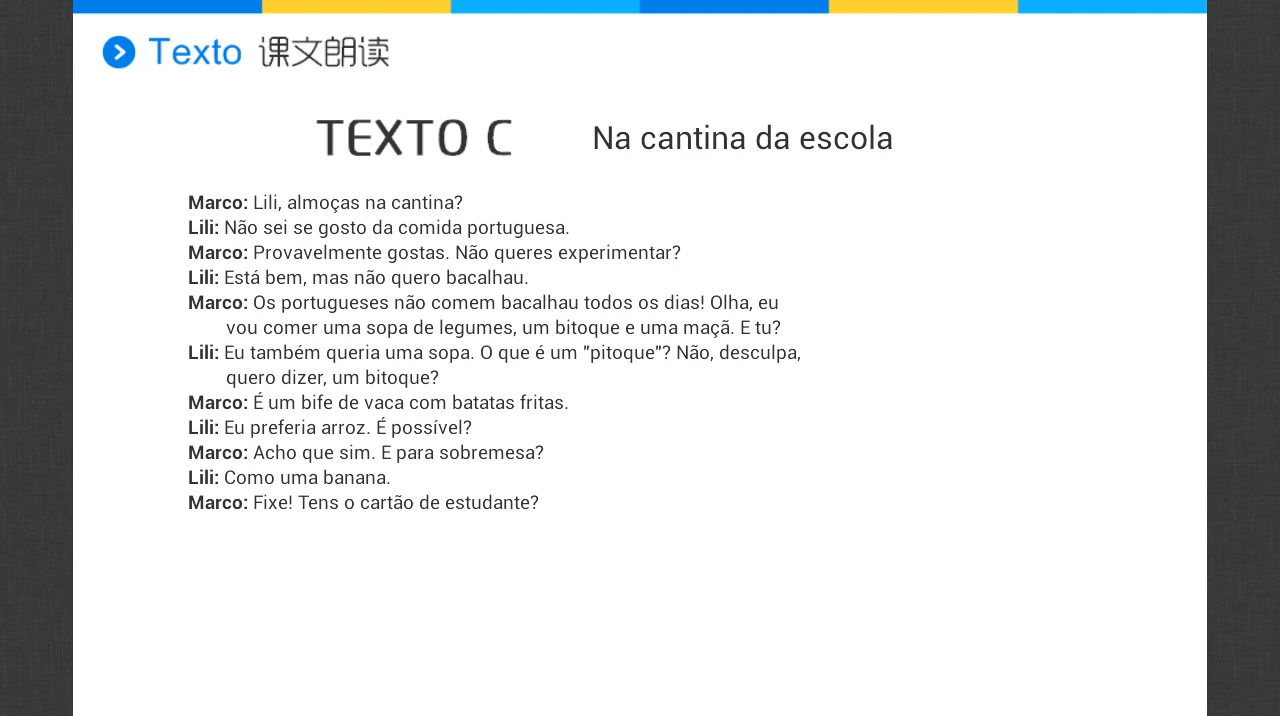 Texto 课文朗读
TEXTO C Na cantina da escola
Marco: Lili, almoças na cantina?
Lili: Não sei se gosto da comida portuguesa.
Marco: Provavelmente gostas. Não queres experimentar?
Lili: Está bem, mas não quero bacalhau.
Marco: Os portugueses não comem bacalhau todos os dias! Olha, eu
vou comer uma sopa de legumes, um bitoque e uma maçã. E tu?
Lili: Eu também queria uma sopa. O que é um "pitoque"? Não, desculpa,
quero dizer, um bitoque?
Marco: É um bife de vaca com batatas fritas.
Lili: Eu preferia arroz. É possível?
Marco: Acho que sim. E para sobremesa?
Lili: Como uma banana.
Marco: Fixe! Tens o cartão de estudante?